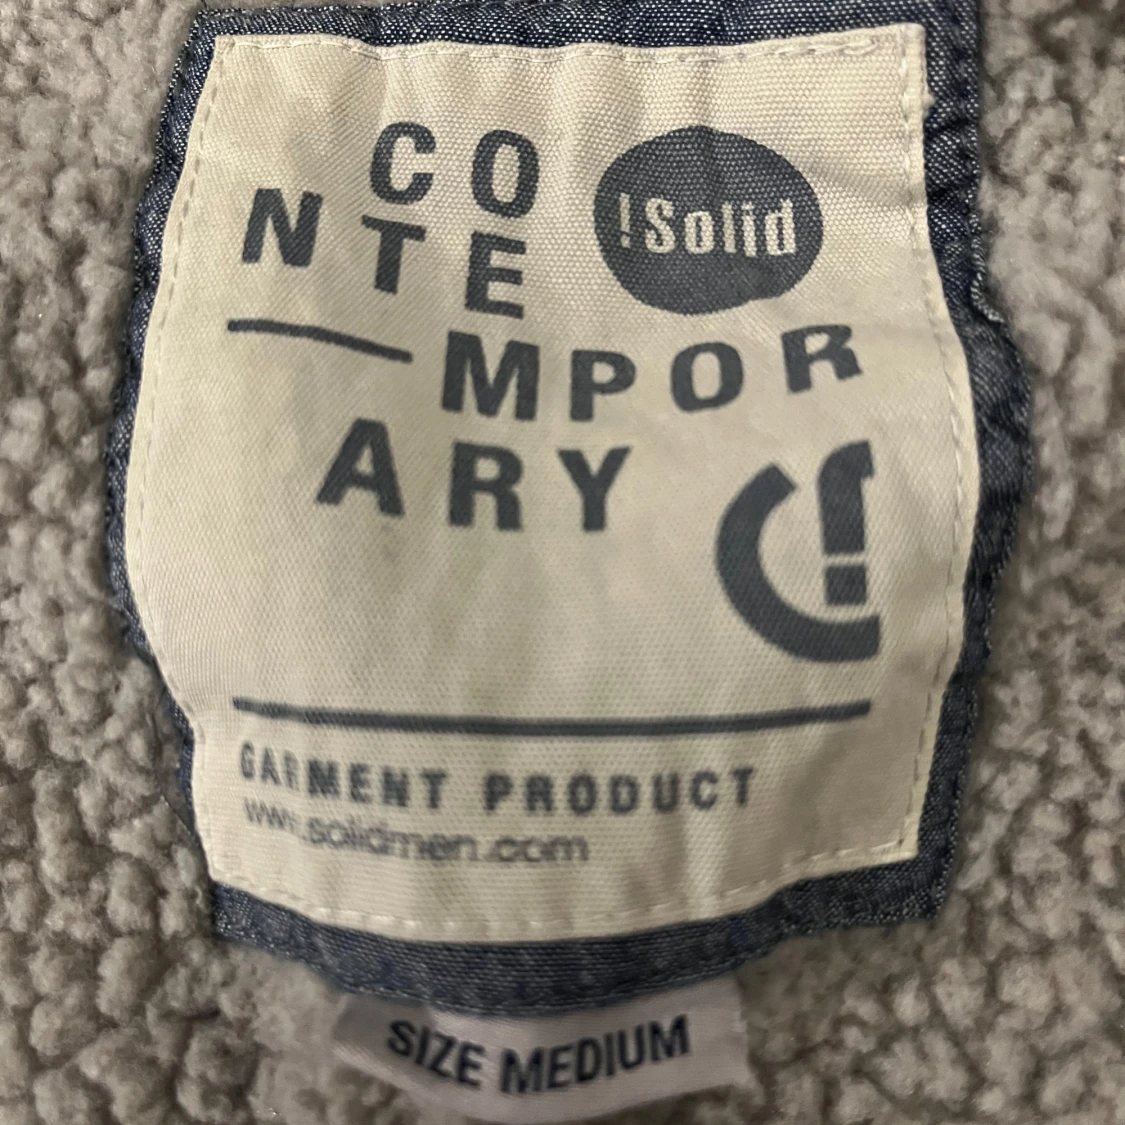 CO
!Solid
NTE
MPOR
ARY
GARMENT PRODUCT
www.solidmen.com
SIZE MEDIUM